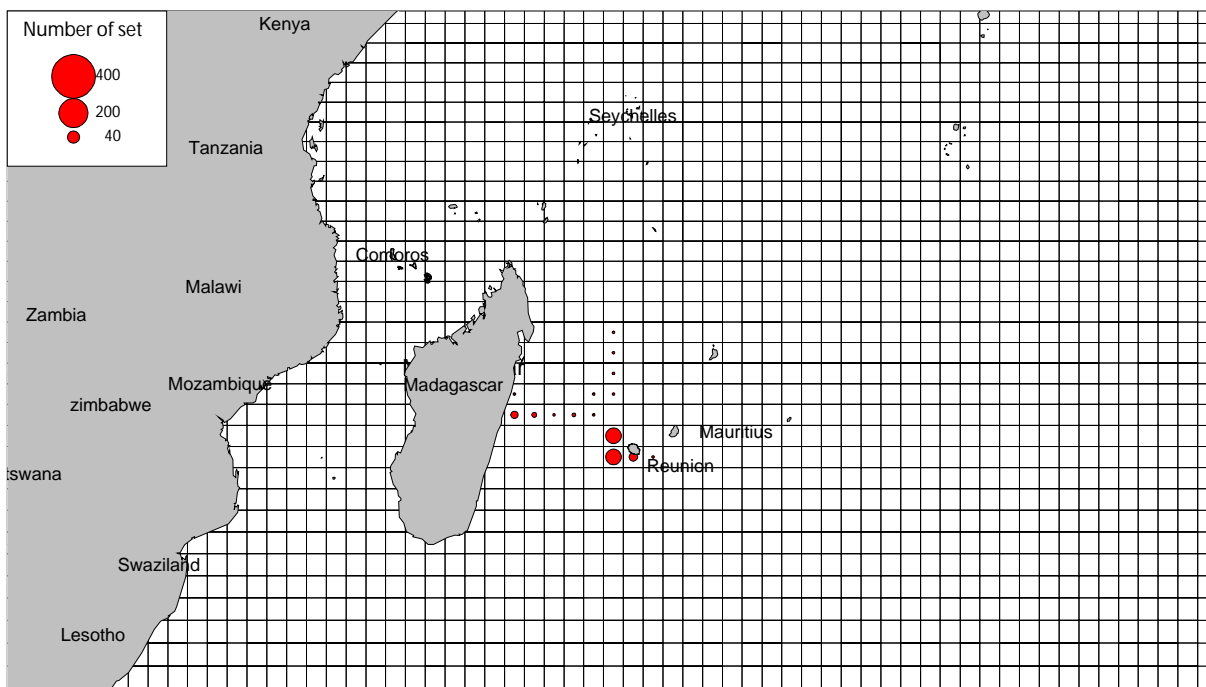 Number of set
400
200
40
Kenya
Seychelles
Tanzania
Comoros
Malawi
Zambia
Mozambique
Madagascar
zimbabwe
Mauritius
Reunion
tswana
Swaziland
Lesotho